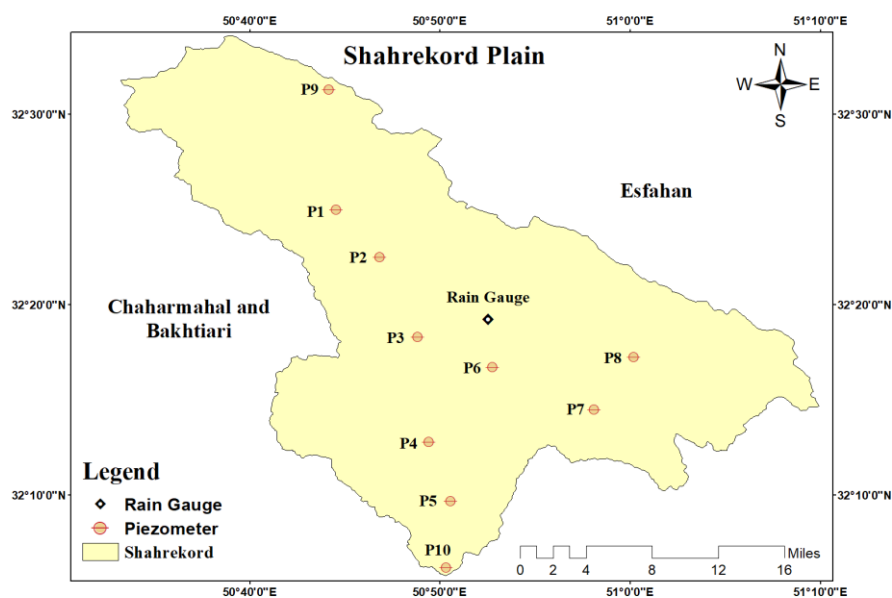 50°40'0"E 50°50'0"E 51°0'0"E 51°10'0"E
Shahrekord Plain
N
W E
S
P9
32°30'0"N 32°30'0"N
Esfahan
P1
P2
32°20'0"N 32°20'0"N
Rain Gauge
Chaharmahal and
Bakhtiari
P3
P6
P8
P7
P4
Legend
Rain Gauge
Piezometer
Shahrekord
32°10'0"N 32°10'0"N
P5
P10
Miles
0 2 4 8 12 16
50°40'0"E 50°50'0"E 51°0'0"E 51°10'0"E